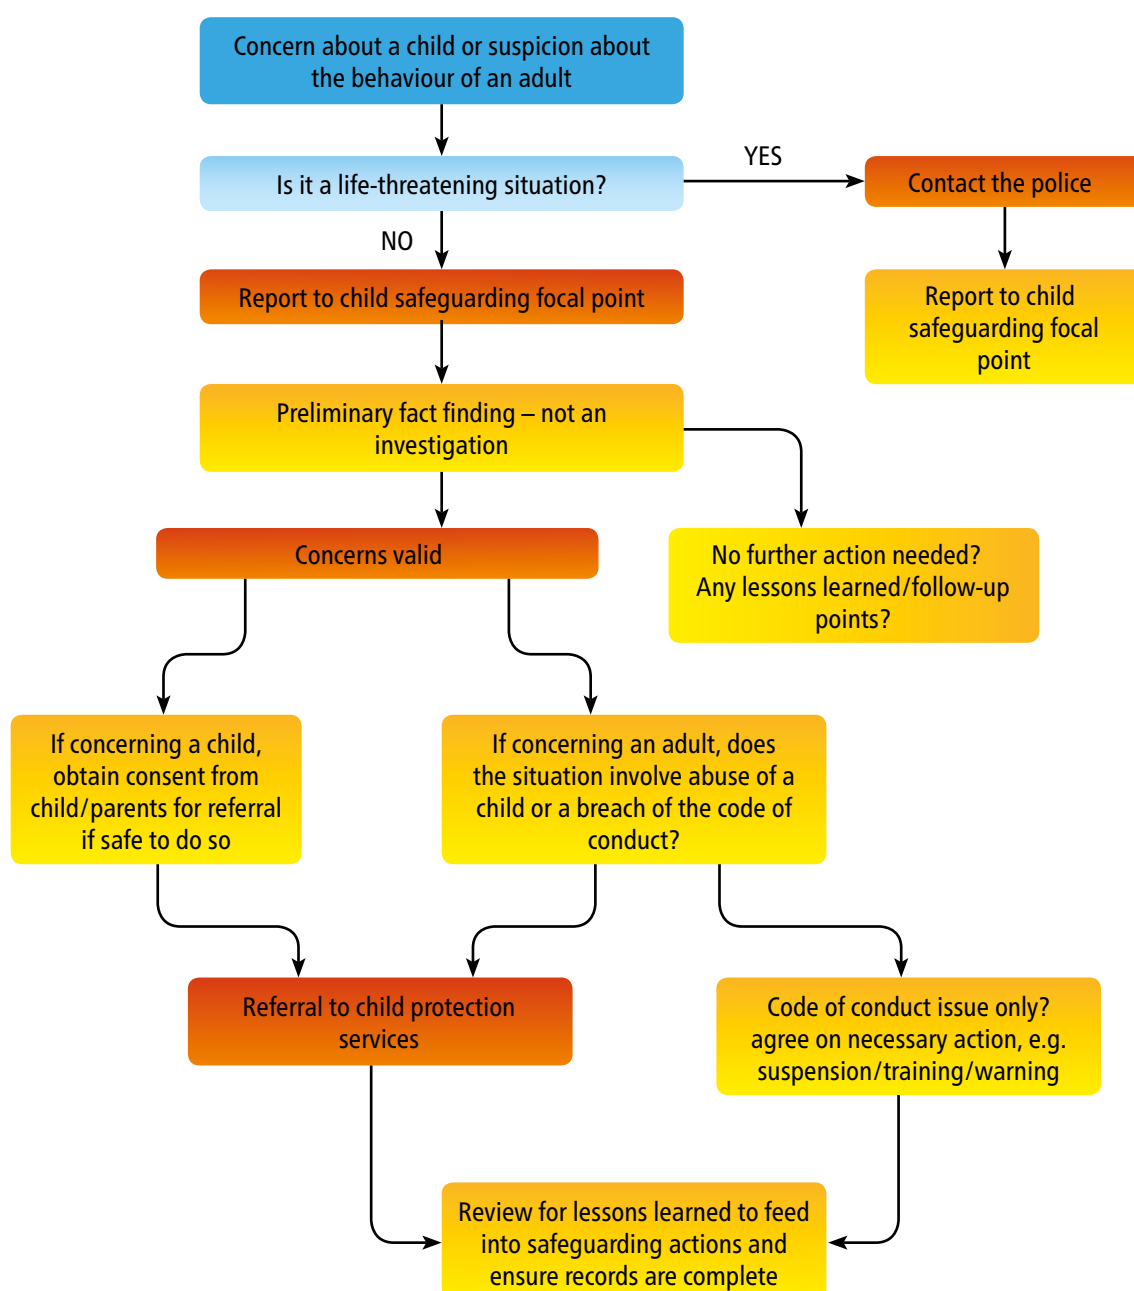 Concern about a child or suspicion about
the behaviour of an adult
YES
Is it a life-threatening situation?
Contact the police
NO
Report to child safeguarding focal point
Report to child
safeguarding focal
point
Preliminary fact finding – not an
investigation
Concerns valid
No further action needed?
Any lessons learned/follow-up
points?
If concerning a child,
obtain consent from
child/parents for referral
if safe to do so
If concerning an adult, does
the situation involve abuse of a
child or a breach of the code of
conduct?
Referral to child protection
services
Code of conduct issue only?
agree on necessary action, e.g.
suspension/training/warning
Review for lessons learned to feed
into safeguarding actions and
ensure records are complete